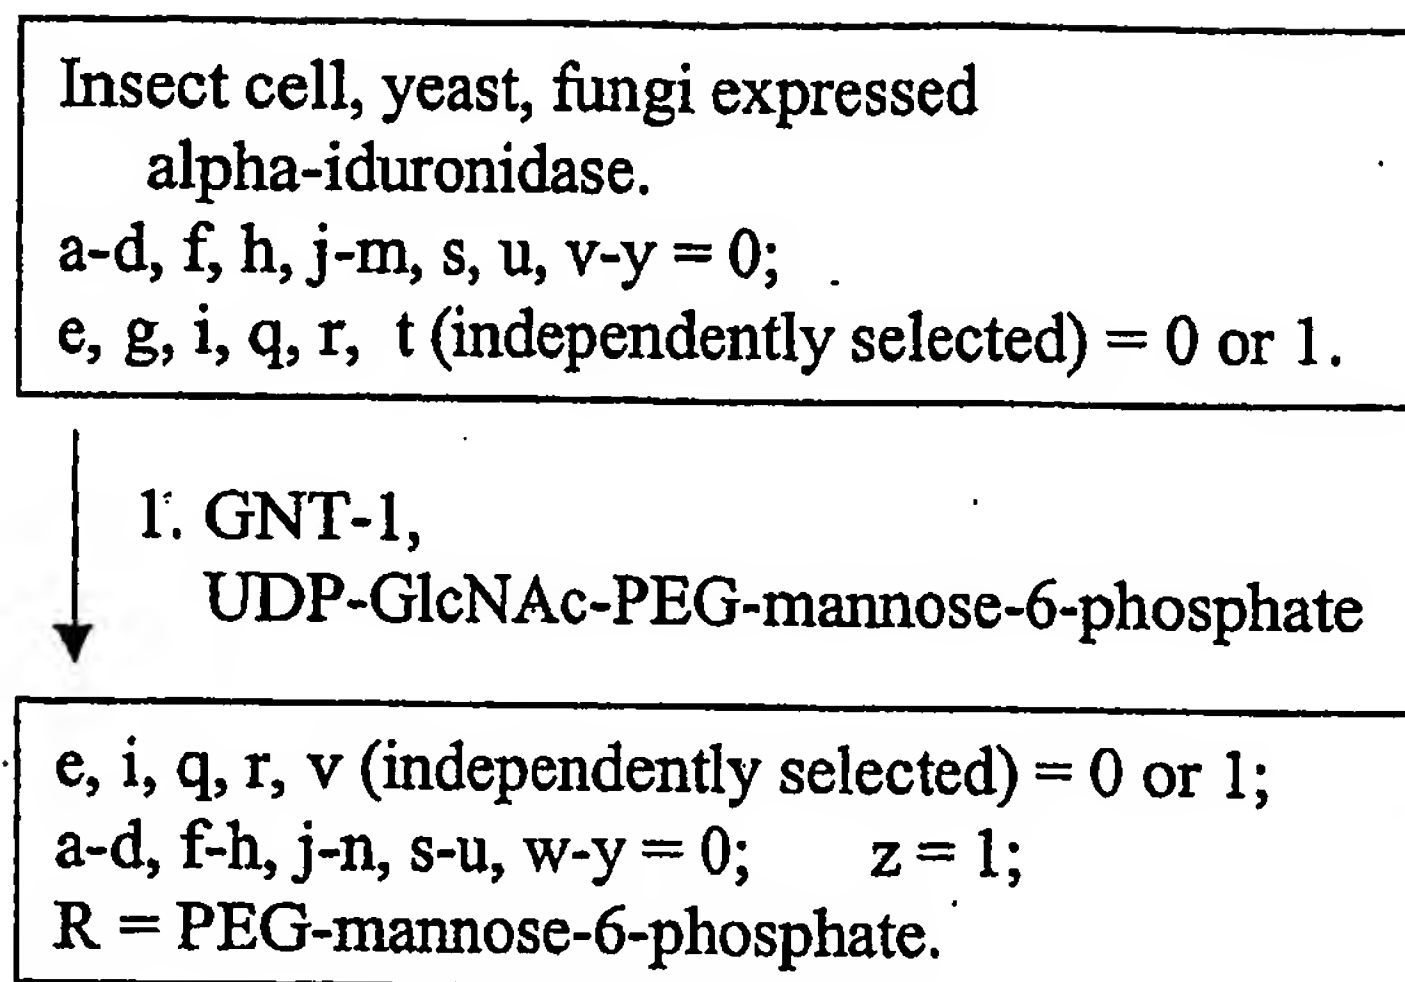 Insect cell, yeast, fungi expressed
alpha-iduronidase.
a-d, f, h, j-m, s, u, v-y = 0;
e, g, i, q, r, t (independently selected) = 0 or 1.
1. GNT-1,
UDP-GlcNAc-PEG-mannose-6-phosphate
e, i, q, r, v (independently selected) = 0 or 1;
a-d, f-h, j-n, s-u, w-y = 0; z = 1;
R = PEG-mannose-6-phosphate.